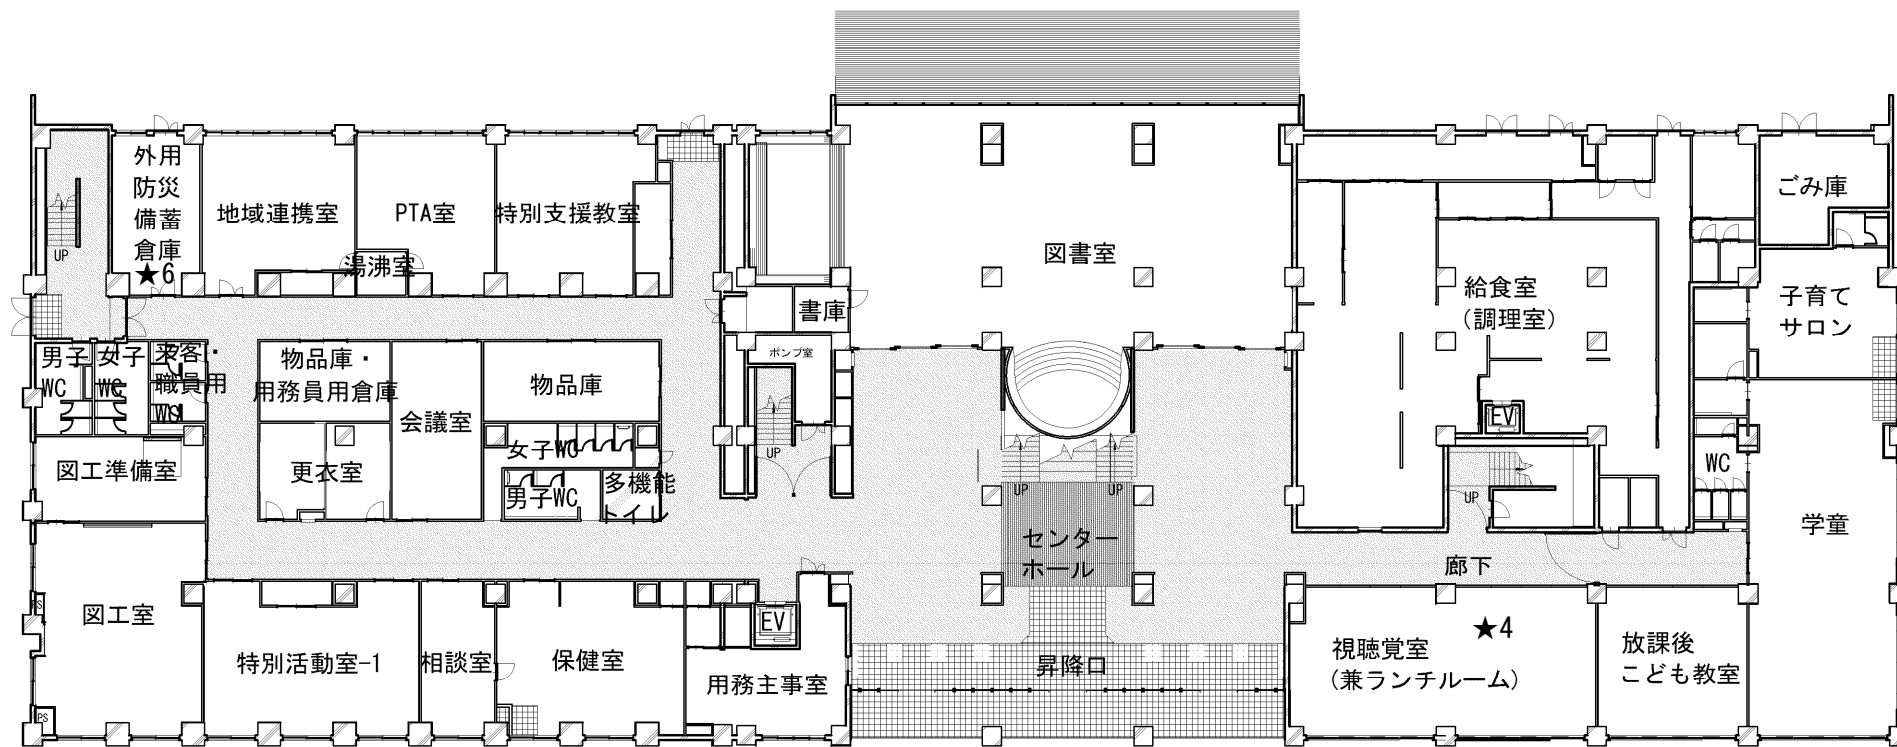 外用
防災
備蓄
倉庫
★6
地域連携室
PTA室
特別支援教室
湯沸室
UP
図書室
書庫
ポンプ室
給食室
(調理室)
ごみ庫
子育て
サロン
男子
WC
女子
WC
来客・
職員用
WS
物品庫・
用務員用倉庫
会議室
物品庫
更衣室
女子WC
男子WC
多機能
トイレ
図工準備室
UP
UP
UP
EV
UP
WC
学童
センター
ホール
廊下
図工室
PS
PS
特別活動室-1
相談室
保健室
EV
用務主事室
昇降口
★4
視聴覚室
(兼ランチルーム)
放課後
こども教室